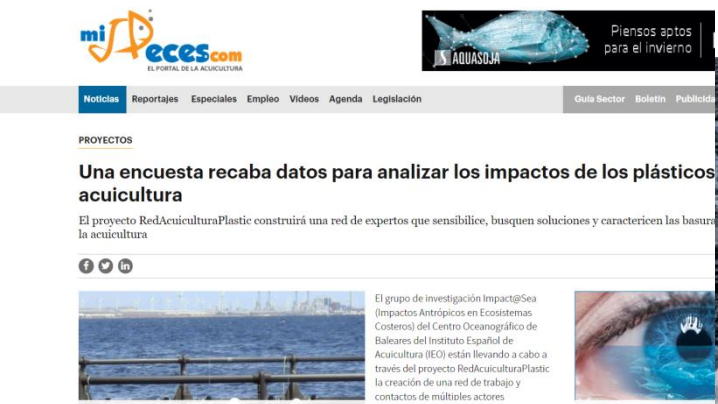 mi
Peces.com
EL PORTAL DE LA ACUICULTURA
AQUASOJA
Piensos aptos
para el invierno
Noticias Reportajes Especiales Empleo Vídeos Agenda Legislación Guía Sector Boletín
PROYECTOS
Una encuesta recaba datos para analizar los impactos de los plásticos
acuicultura
El proyecto RedAcuiculturaPlastic construirá una red de expertos que sensibilice, busquen soluciones y caractericen las
la acuicultura
El grupo de investigación Impact@Sea
(Impactos Antrópicos en Ecosistemas
Costeros) del Centro Oceanográfico de
Baleares del Instituto Español de
Acuicultura (IEO) están llevando a cabo a
través del proyecto RedAcuiculturaPlastic
la creación de una red de trabajo y
contactos de múltiples actores